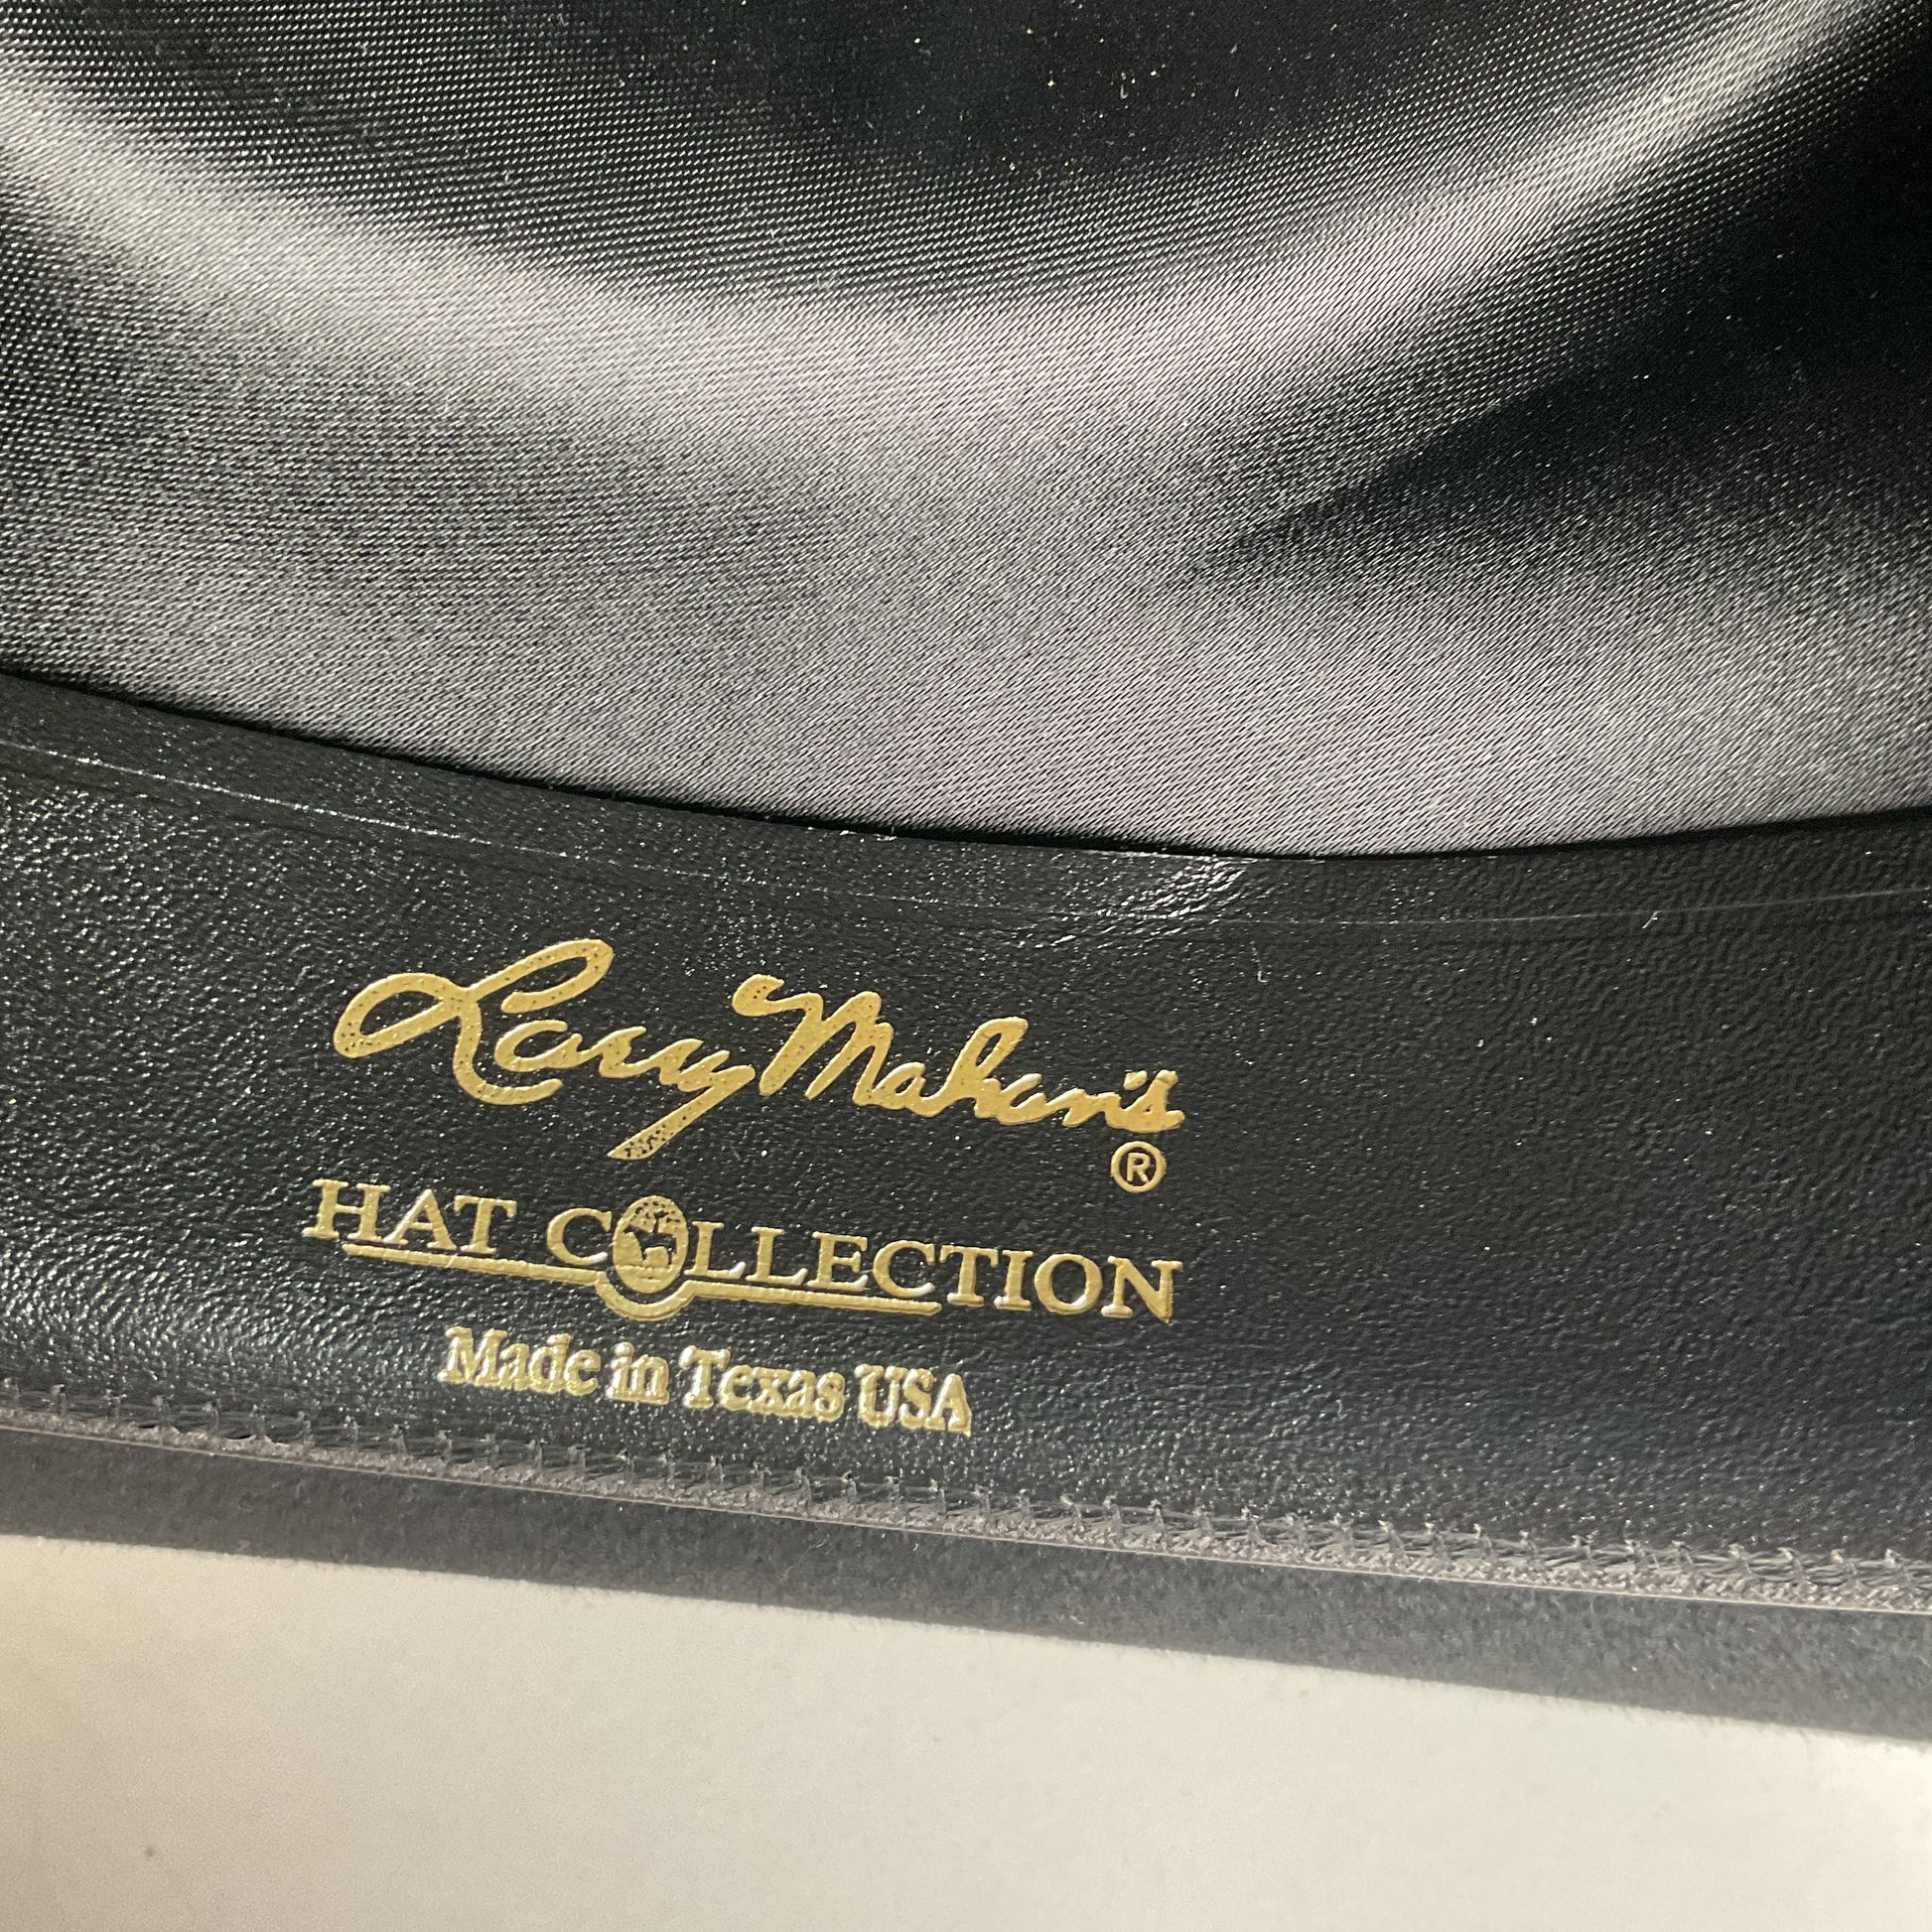 Larry Mahan's
®
HAT COLLECTION
Made in Texas USA